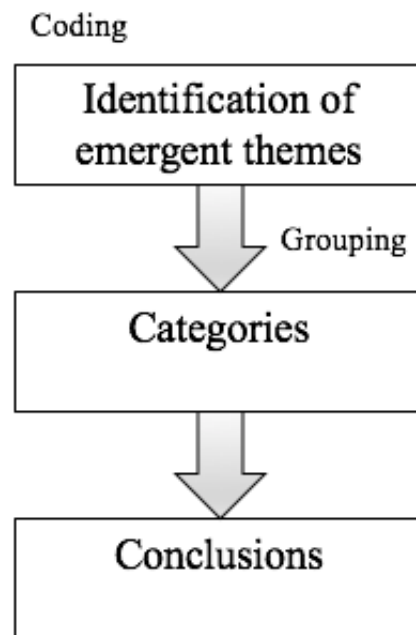 Coding
Identification of
emergent themes
Grouping
Categories
Conclusions